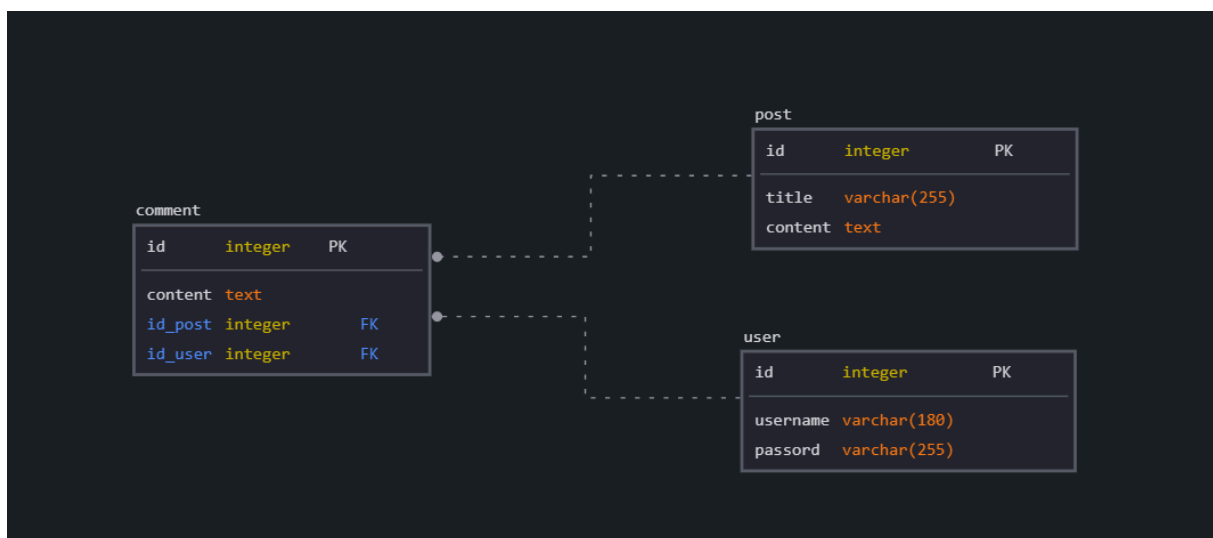 post
id integer PK
title varchar(255)
content text
comment
id integer PK
content text
id_post integer FK
id_user integer FK
user
id integer PK
username varchar(180)
passord varchar(255)